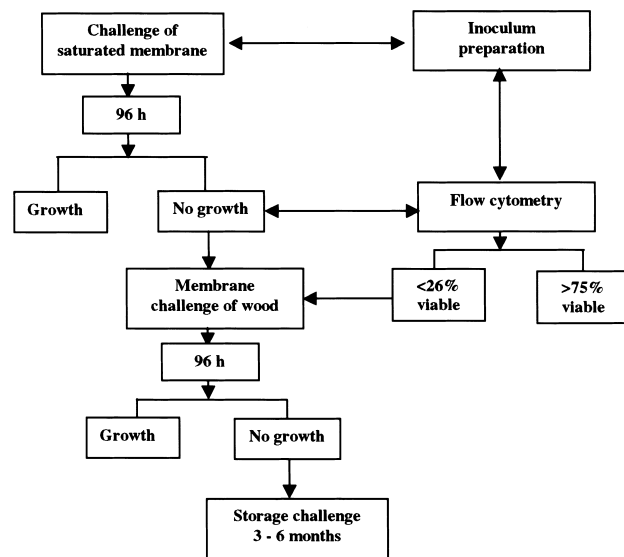 Challenge of
saturated membrane
Inoculum
preparation
96 h
Growth
No growth
Flow cytometry
Membrane
challenge of wood
<26%
viable
>75%
viable
96 h
Growth
No growth
Storage challenge
3 - 6 months